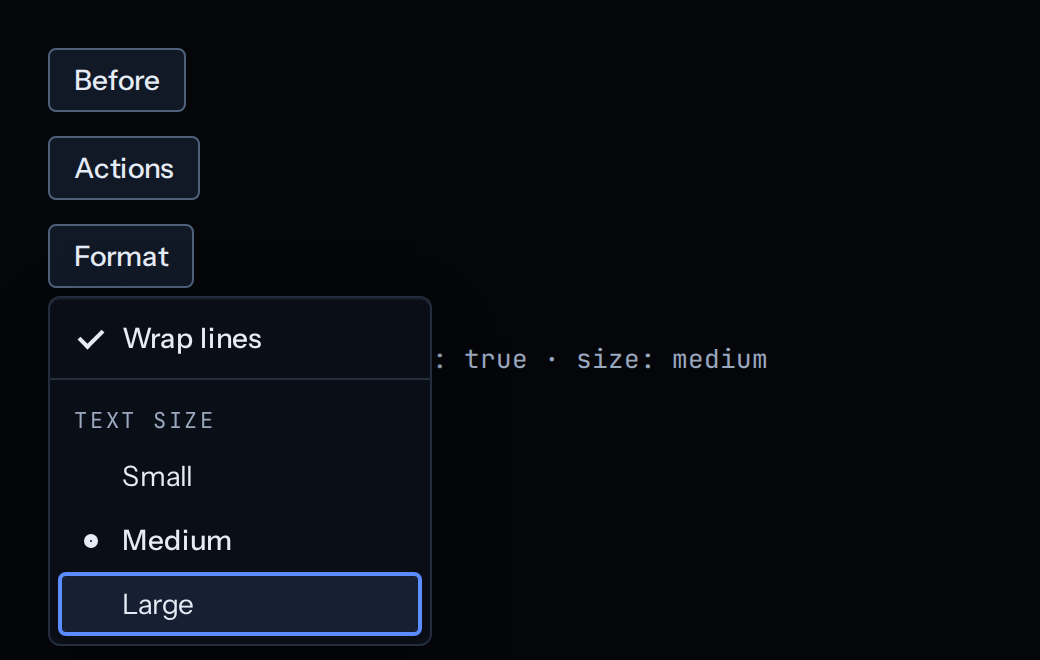 Before
Actions
Format
Wrap lines
: true · size: medium
TEXT SIZE
Small
Medium
Large